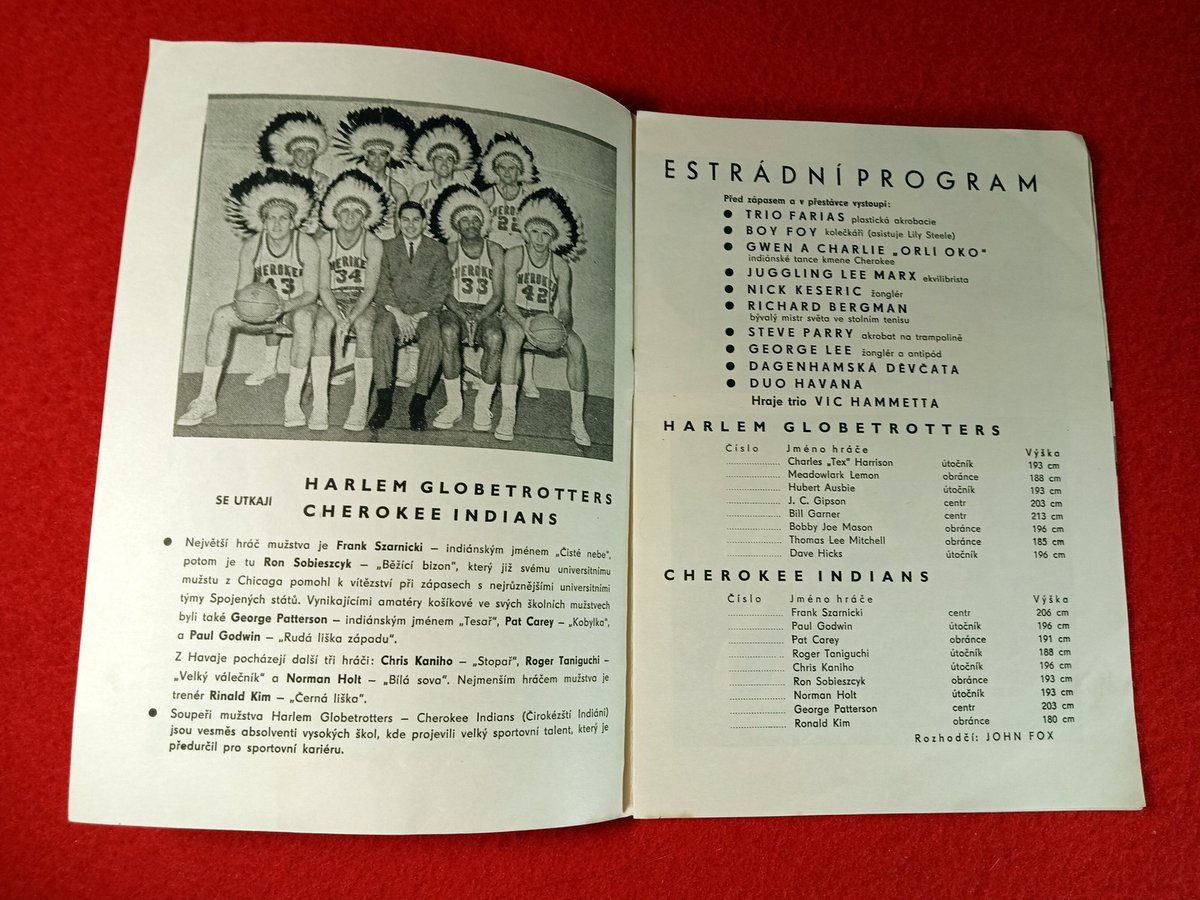 CHEROKEE
43
CHEROKEE
34
CHEROKEE
33
CHEROKEE
42
SE UTKAJI
HARLEM GLOBETROTTERS
CHEROKEE INDIANS
● Největší hráč mužstva je Frank Szarnicki – indiánským jménem „Čisté nebe“,
potom je tu Ron Sobieszcyk – „Běžící bizon“, který již svému universitnímu
mužstvu z Chicaga pomohl k vítězství při zápasech s nejrůznějšími universitními
týmy Spojených států. Vynikajícími amatéry košíkové ve svých školních mužstvech
byli také George Patterson – indiánským jménem „Tesař“, Pat Carey – „Kobylka“,
a Paul Godwin – „Rudá liška západu“.
Z Havaje pocházejí další tři hráči: Chris Kaniho – „Stopař“, Roger Taniguchi –
„Velký válečník“ a Norman Holt – „Bílá sova“. Nejmenším hráčem mužstva je
trenér Rinald Kim – „Černá liška“.
● Soupeři mužstva Harlem Globetrotters – Cherokee Indians (Čirokézští Indiáni)
jsou vesměs absolventi vysokých škol, kde projevili velký sportovní talent, který je
předurčil pro sportovní kariéru.
ESTRÁDNÍ PROGRAM
Před zápasem a v přestávce vystoupí:
● TRIO FARIAS plastická akrobacie
● BOY FOY kolečkáři (asistuje Lily Steele)
● GWEN A CHARLIE „ORLI OKO“
indiánské tance kmene Cherokee
● JUGGLING LEE MARX ekvilibrista
● NICK KESERIC žonglér
● RICHARD BERGMAN
bývalý mistr světa ve stolním tenisu
● STEVE PARRY akrobat na trampolině
● GEORGE LEE žonglér a antipód
● DAGENHAMSKÁ DĚVČATA
● DUO HAVANA
Hraje trio VIC HAMMETTA
HARLEM GLOBETROTTERS
Číslo Jméno hráče Výška
Charles „Tex“ Harrison útočník 193 cm
Meadowlark Lemon obránce 188 cm
Hubert Ausbie útočník 193 cm
J. C. Gipson centr 203 cm
Bill Garner centr 213 cm
Bobby Joe Mason obránce 196 cm
Thomas Lee Mitchell obránce 185 cm
Dave Hicks útočník 196 cm
CHEROKEE INDIANS
Číslo Jméno hráče Výška
Frank Szarnicki centr 206 cm
Paul Godwin útočník 196 cm
Pat Carey obránce 191 cm
Roger Taniguchi útočník 188 cm
Chris Kaniho útočník 196 cm
Ron Sobieszcyk obránce 193 cm
Norman Holt útočník 193 cm
George Patterson centr 203 cm
Ronald Kim obránce 180 cm
Rozhodčí: JOHN FOX